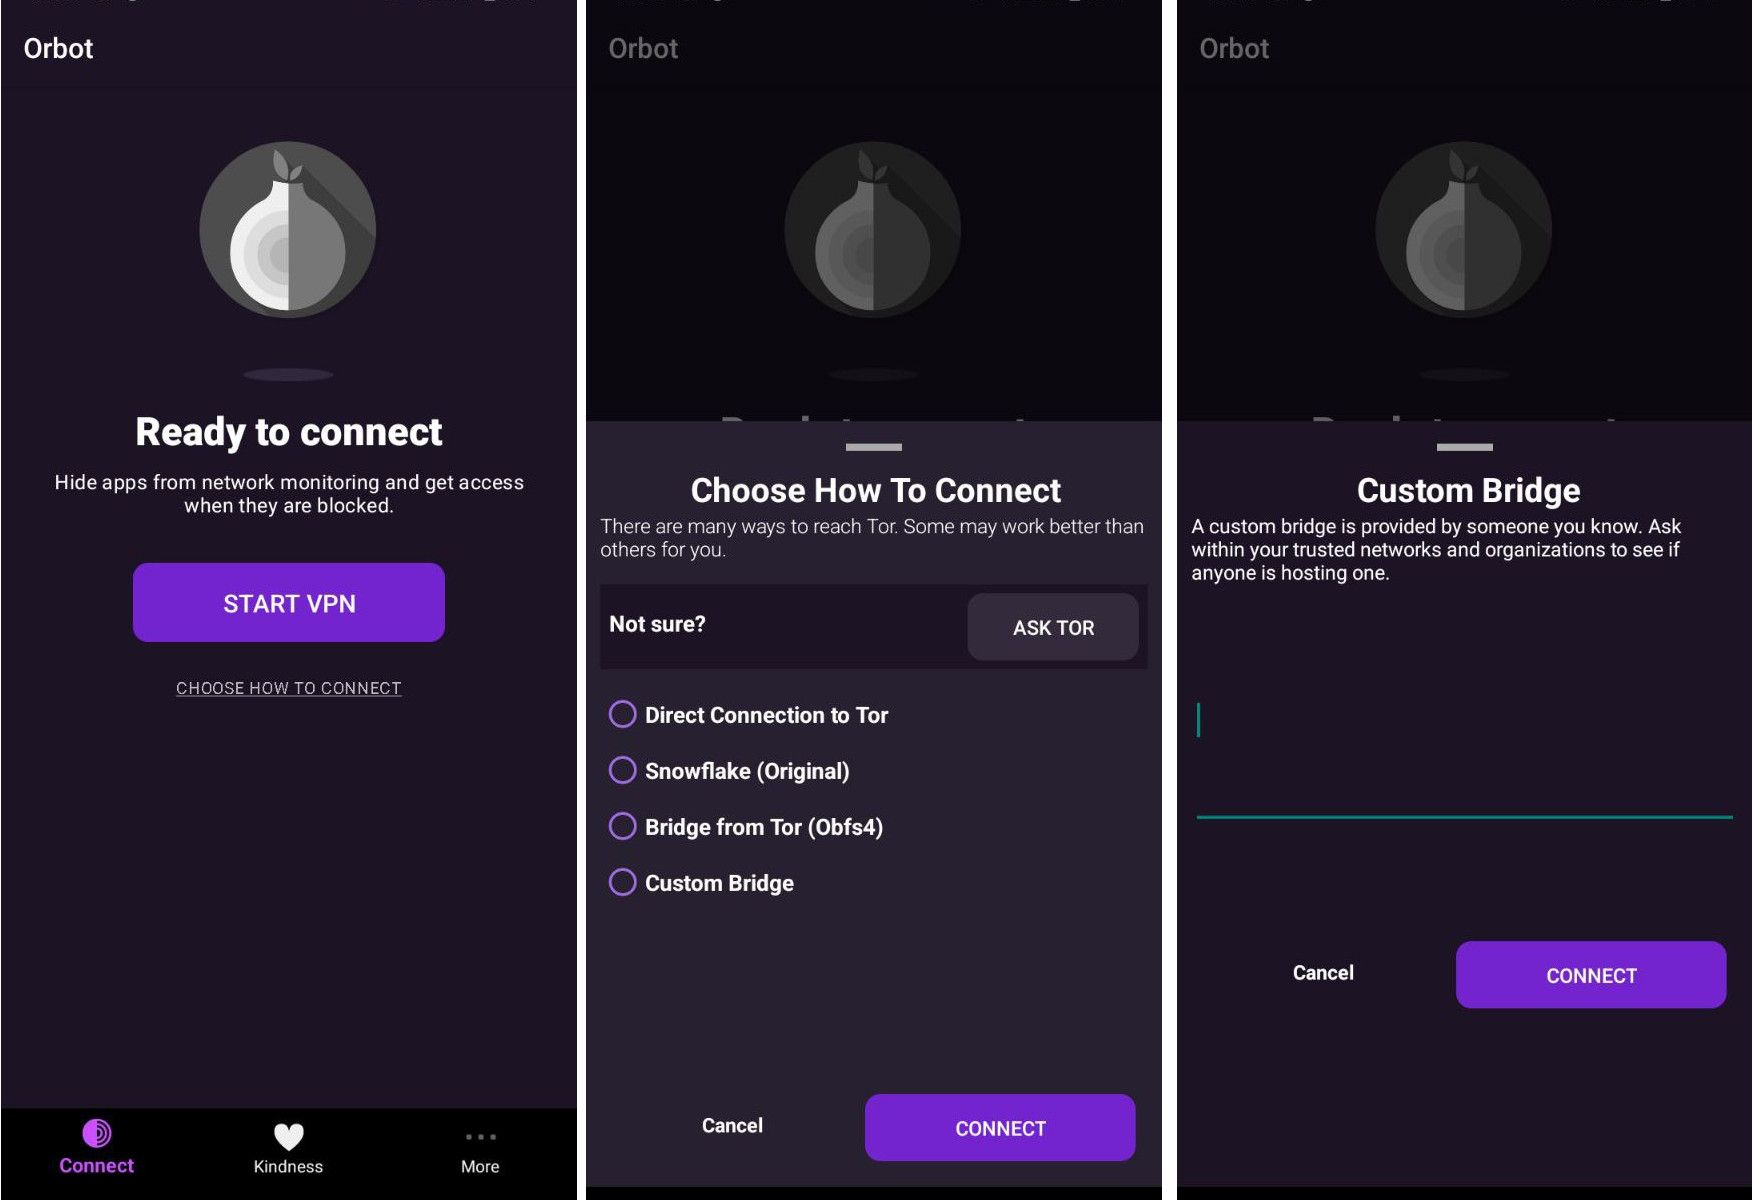 Orbot
Ready to connect
Hide apps from network monitoring and get access
when they are blocked.
START VPN
CHOOSE HOW TO CONNECT
Connect
Kindness
More
Orbot
Choose How To Connect
There are many ways to reach Tor. Some may work better than
others for you.
Not sure?
ASK TOR
Direct Connection to Tor
Snowflake (Original)
Bridge from Tor (Obfs4)
Custom Bridge
Cancel
CONNECT
Orbot
Custom Bridge
A custom bridge is provided by someone you know. Ask
within your trusted networks and organizations to see if
anyone is hosting one.
Cancel
CONNECT